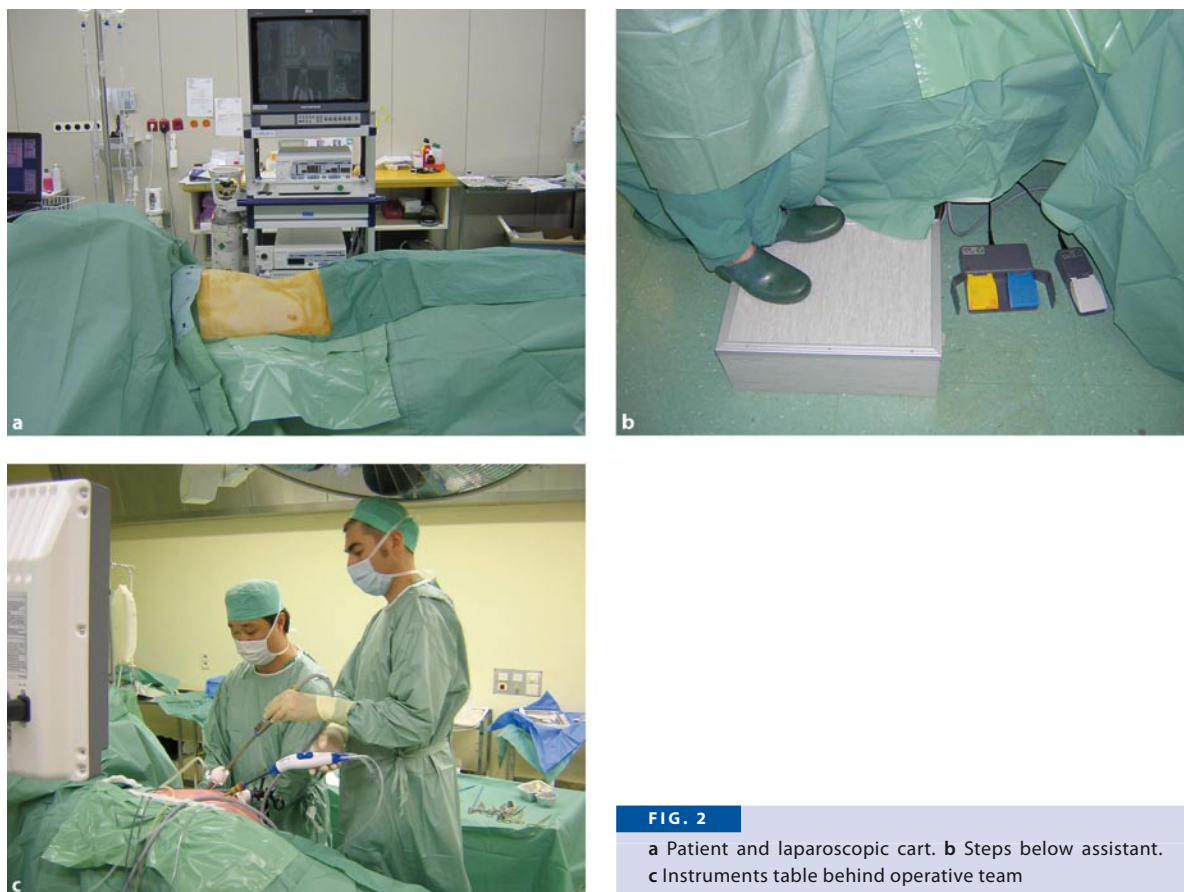 a
b
c
FIG. 2
a Patient and laparoscopic cart. b Steps below assistant.
c Instruments table behind operative team